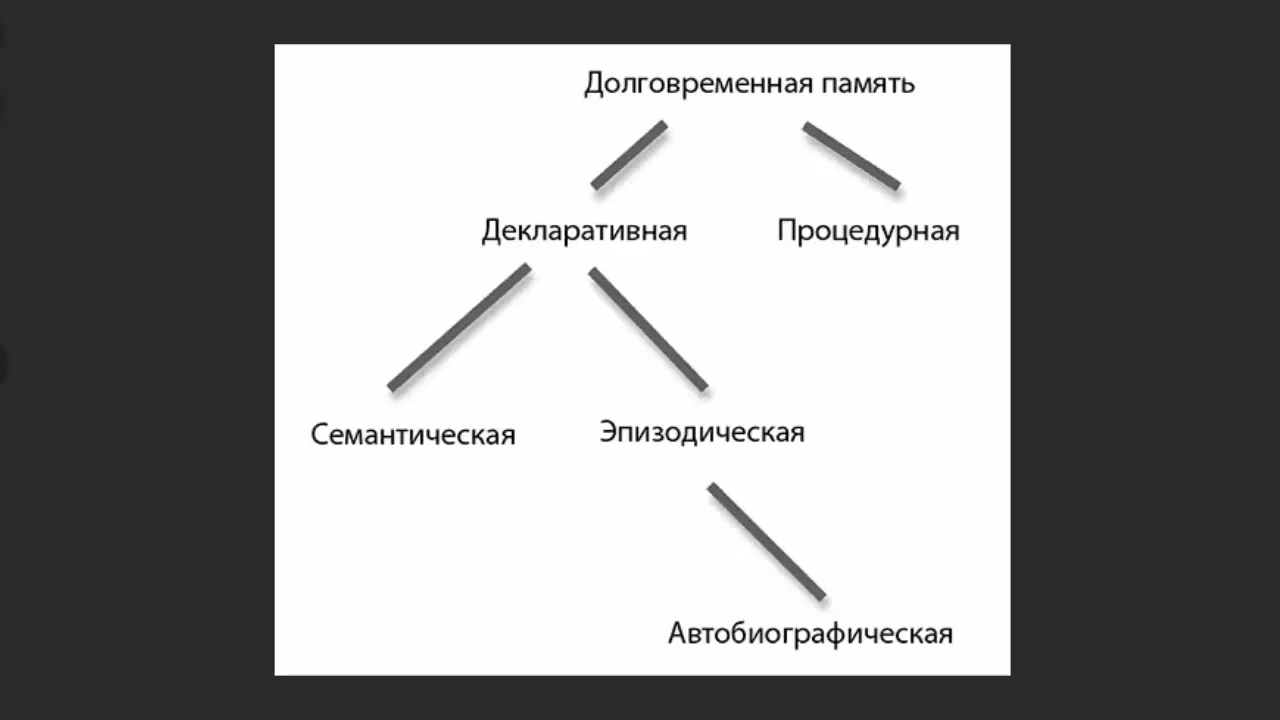 Долговременная память
Декларативная
Процедурная
Семантическая
Эпизодическая
Автобиографическая